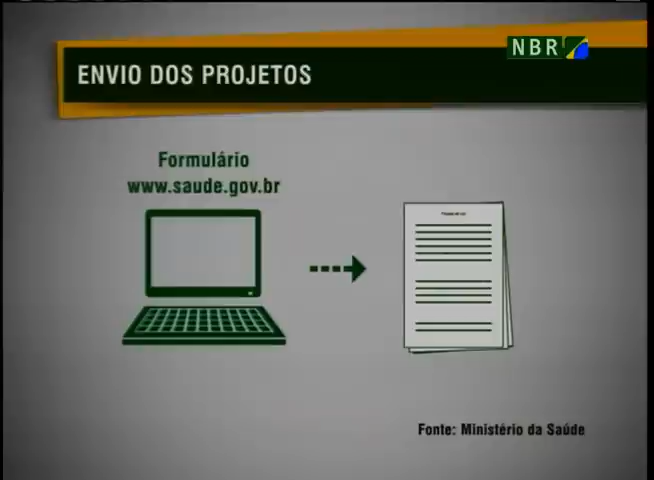 NBR
ENVIO DOS PROJETOS
Formulário
www.saude.gov.br
Fonte: Ministério da Saúde